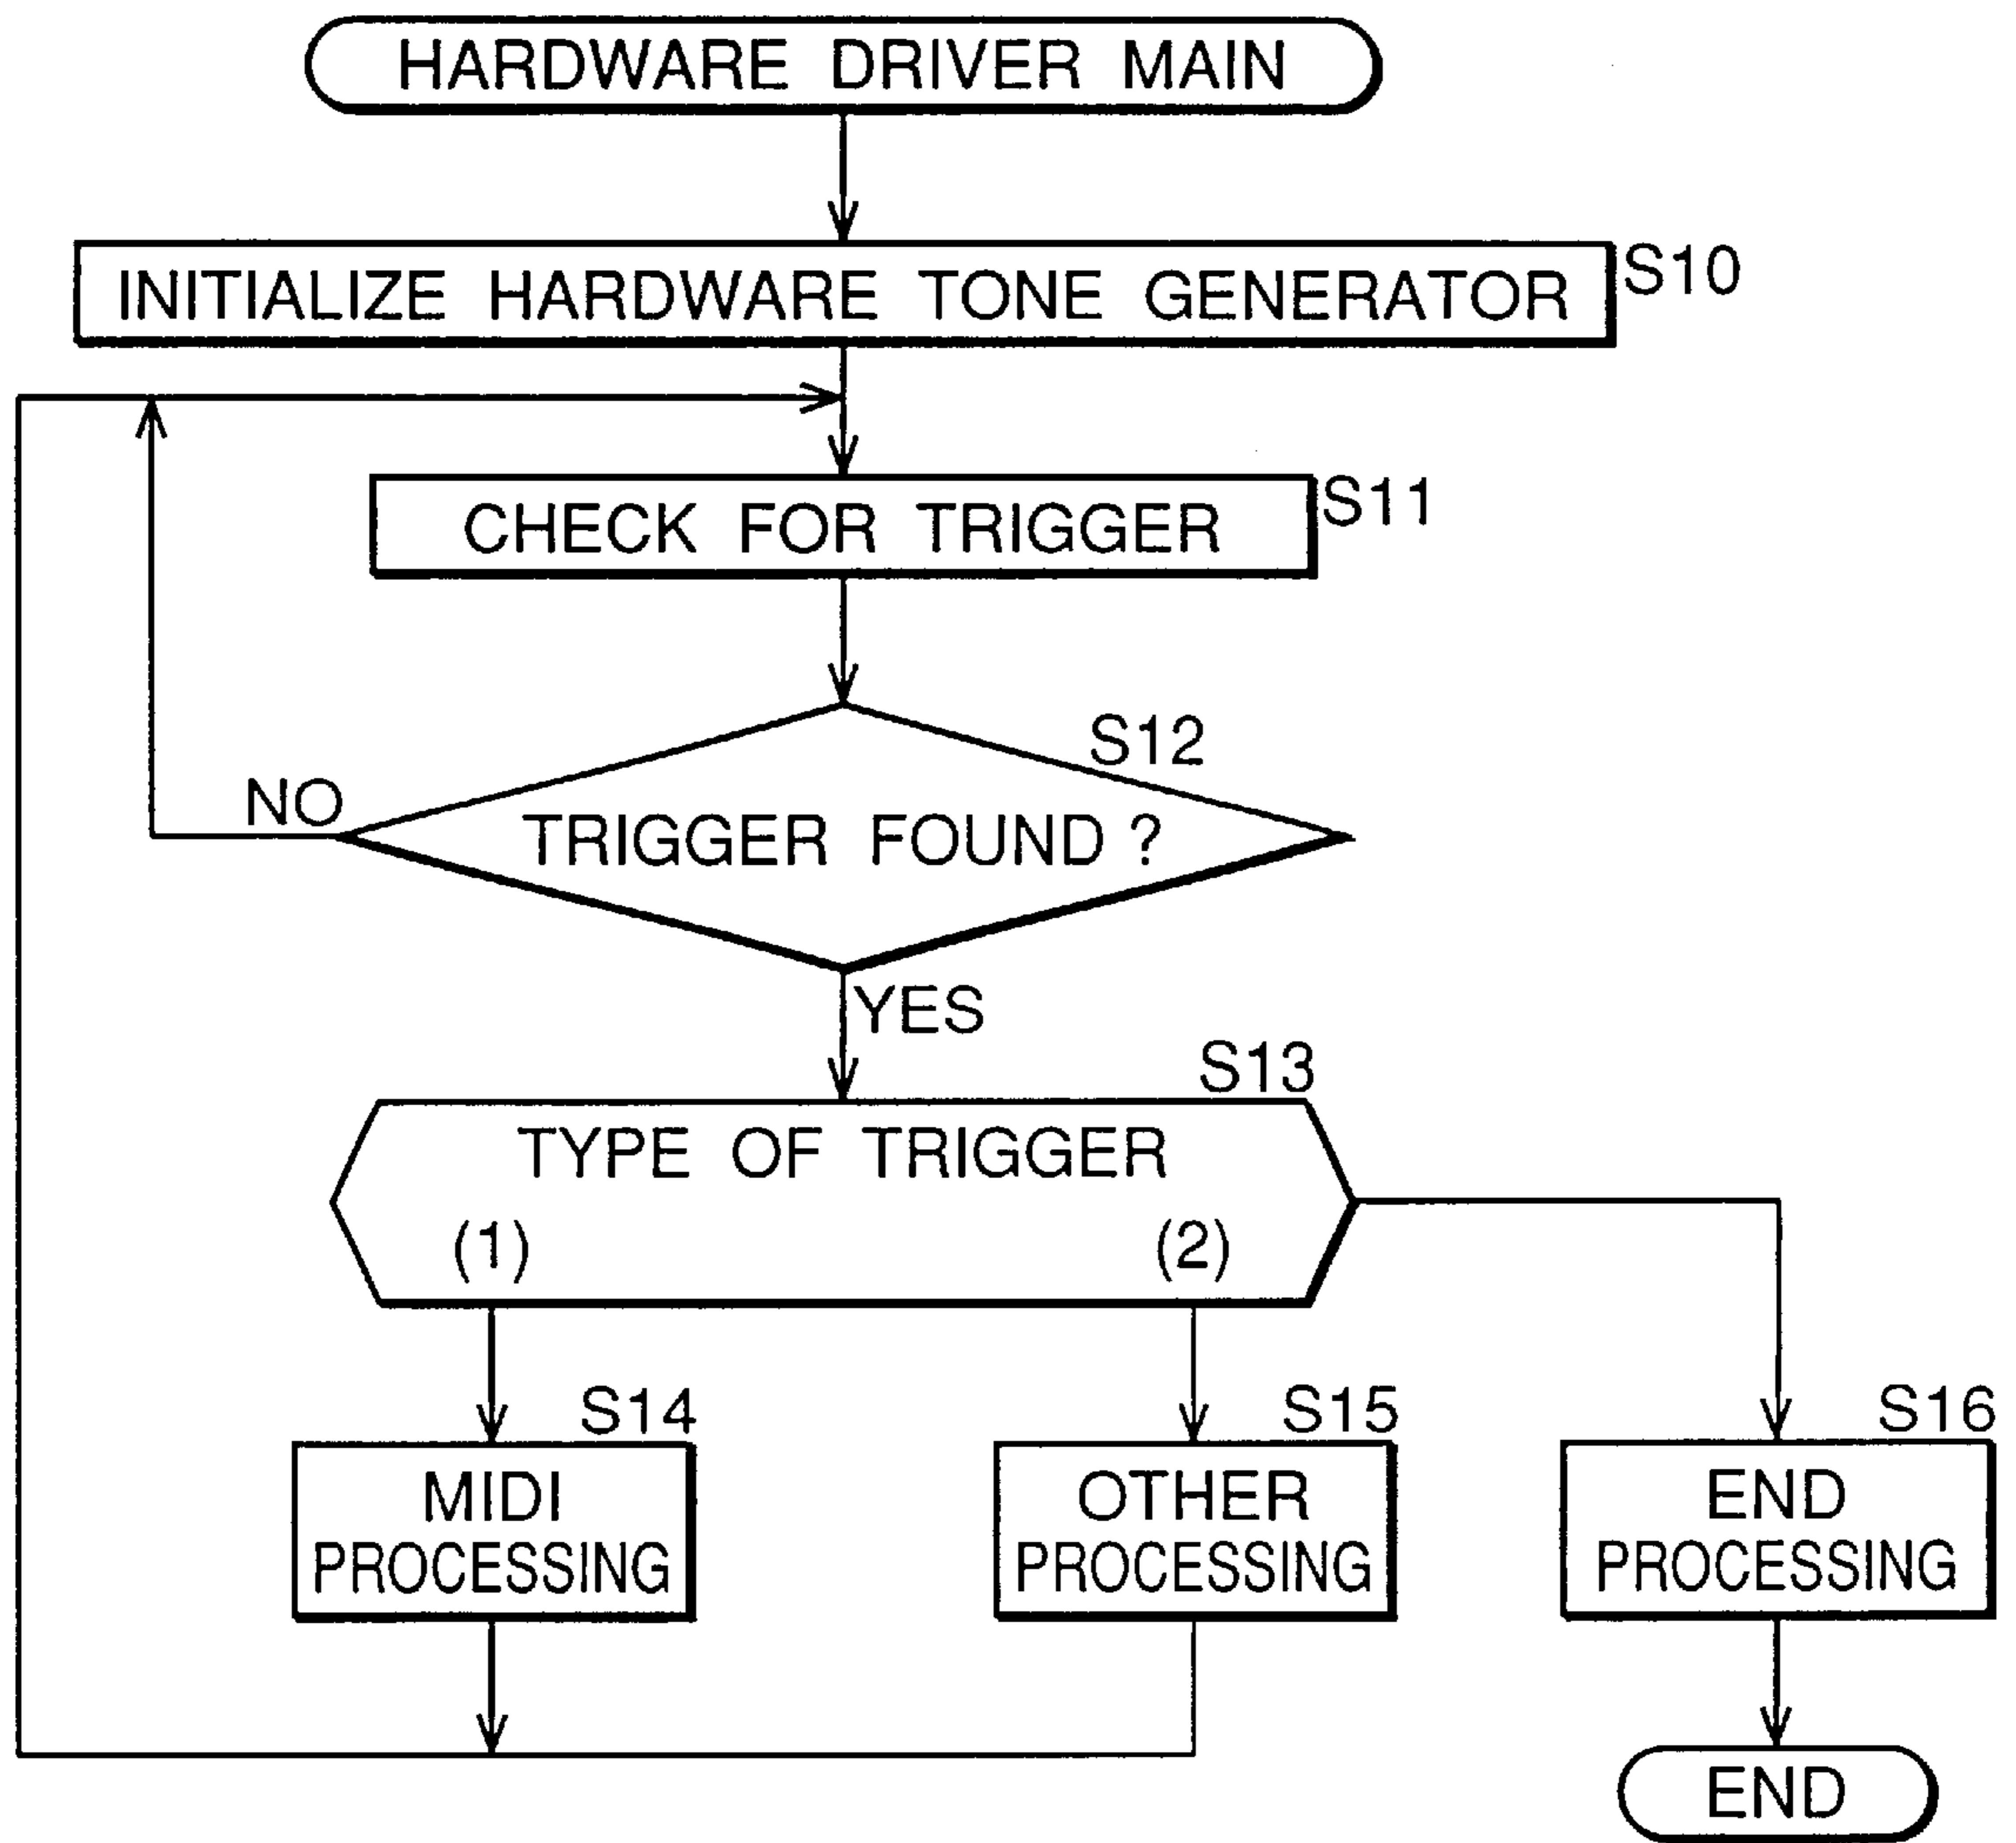 HARDWARE DRIVER MAIN
INITIALIZE HARDWARE TONE GENERATOR
S10
CHECK FOR TRIGGER
S11
S12
NO
TRIGGER FOUND ?
YES
S13
TYPE OF TRIGGER
(1)
(2)
S14
MIDI
PROCESSING
S15
OTHER
PROCESSING
S16
END
PROCESSING
END